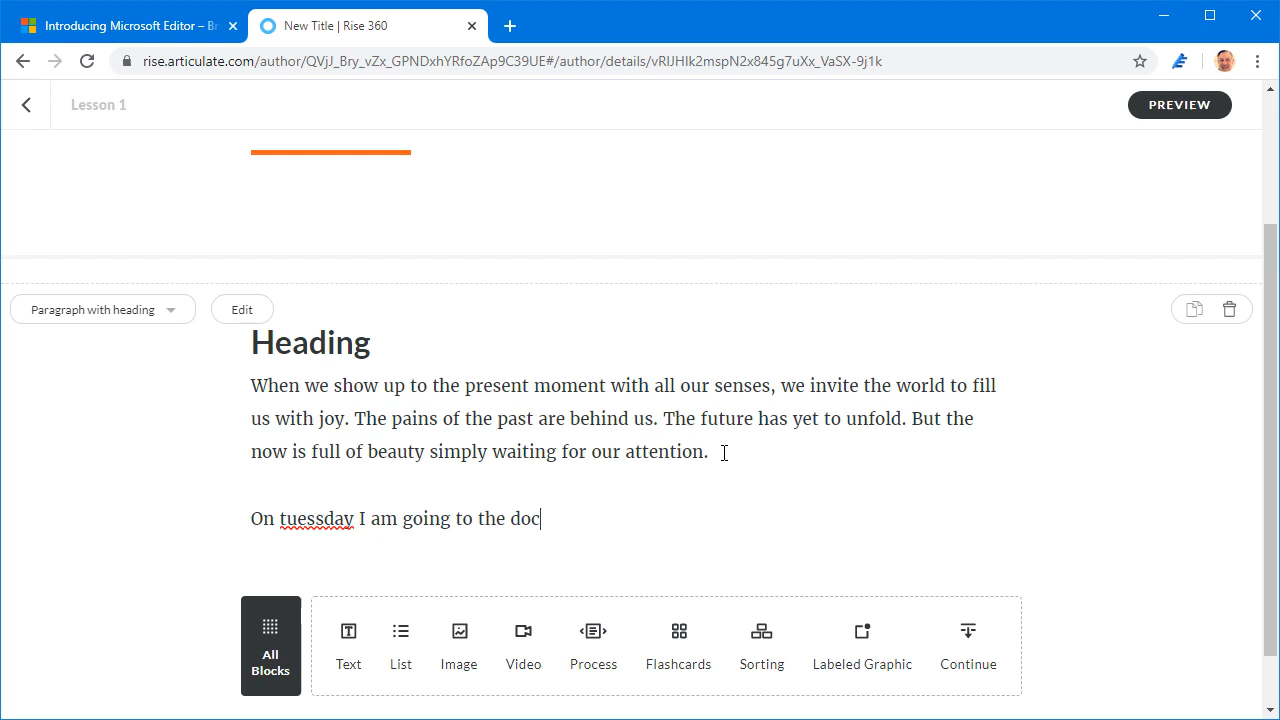 Introducing Microsoft Editor – Br
New Title | Rise 360
rise.articulate.com/author/QVjJ_Bry_vZx_GPNDxhYRfoZAp9C33UE#/author/details/vRlJHIk2mspN2x845g7uXx_VaSX-9j1k
Lesson 1
PREVIEW
Paragraph with heading
Edit
Heading
When we show up to the present moment with all our senses, we invite the world to fill
us with joy. The pains of the past are behind us. The future has yet to unfold. But the
now is full of beauty simply waiting for our attention.
On tuessday I am going to the doc
All
Blocks
Text
List
Image
Video
Process
Flashcards
Sorting
Labeled Graphic
Continue